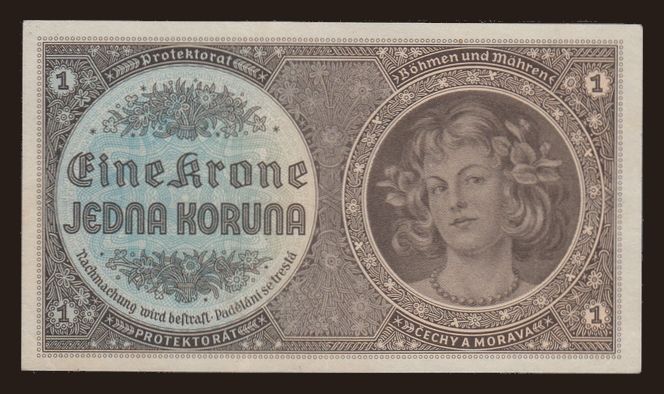 Protektorat
Böhmen und Mähren
1
1
Eine Krone
JEDNA KORUNA
Nachmachung wird bestraft. Padělání se trestá
1
1
PROTEKTORÁT
ČECHY A MORAVA